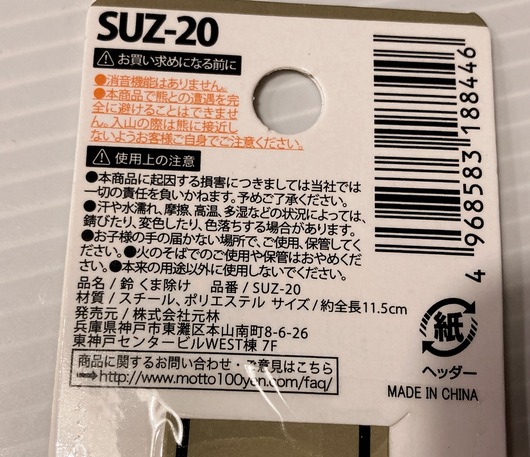 SUZ-20
お買い求めになる前に
●消音機能はありません。
●本商品で熊との遭遇を完
全に避けることはできませ
ん。入山の際は熊に接近し
ないようお客様ご自身でご注意ください。
使用上の注意
●本商品に起因する損害につきましては当社では
一切の責任を負いかねます。予めご了承ください。
●汗や水濡れ、摩擦、高温、多湿などの状況によっては、
錆びたり、変色したり、色落ちする場合があります。
●お子様の手の届かない場所で、ご使用、保管してく
ださい。●火のそばでのご使用や保管はおやめくだ
さい。●本来の用途以外に使用しないでください。
品名 / 鈴 くま除け 品番 / SUZ-20
材質 / スチール、ポリエステル サイズ / 約全長11.5cm
発売元 / 株式会社元林
兵庫県神戸市東灘区本山南町8-6-26
東神戸センタービルWEST棟 7F
商品に関するお問い合わせ・ご意見はこちら
→http://www.motto100yen.com/faq/
4 968583 188446
紙
ヘッダー
MADE IN CHINA